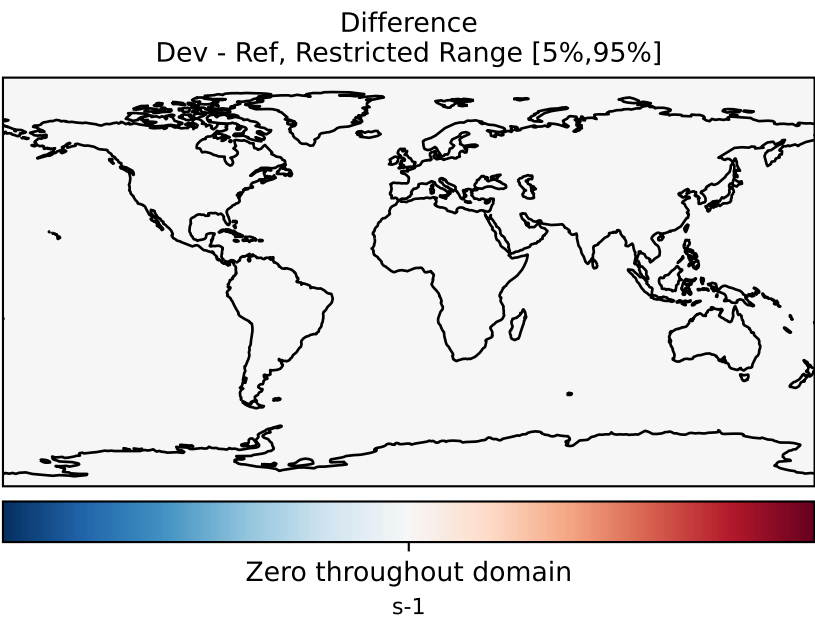 Difference
Dev - Ref, Restricted Range [5%,95%]
Zero throughout domain
s-1